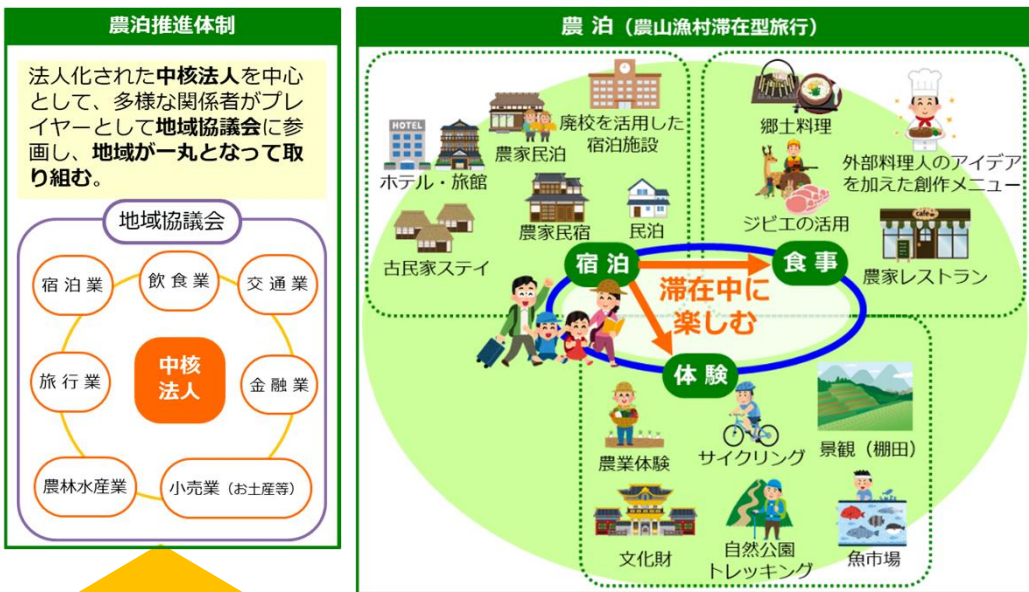 農泊推進体制
法人化された中核法人を中心
として、多様な関係者がプレ
イヤーとして地域協議会に参
画し、地域が一丸となって取
り組む。
地域協議会
宿泊業
飲食業
交通業
旅行業
中核
法人
金融業
農林水産業
小売業（お土産等）
農泊（農山漁村滞在型旅行）
HOTEL
ホテル・旅館
農家民泊
廃校を活用した
宿泊施設
古民家ステイ
農家民宿
民泊
郷土料理
外部料理人のアイデア
を加えた創作メニュー
ジビエの活用
cafe
農家レストラン
宿泊
食事
滞在中に
楽しむ
体験
農業体験
サイクリング
景観（棚田）
文化財
自然公園
トレッキング
魚市場